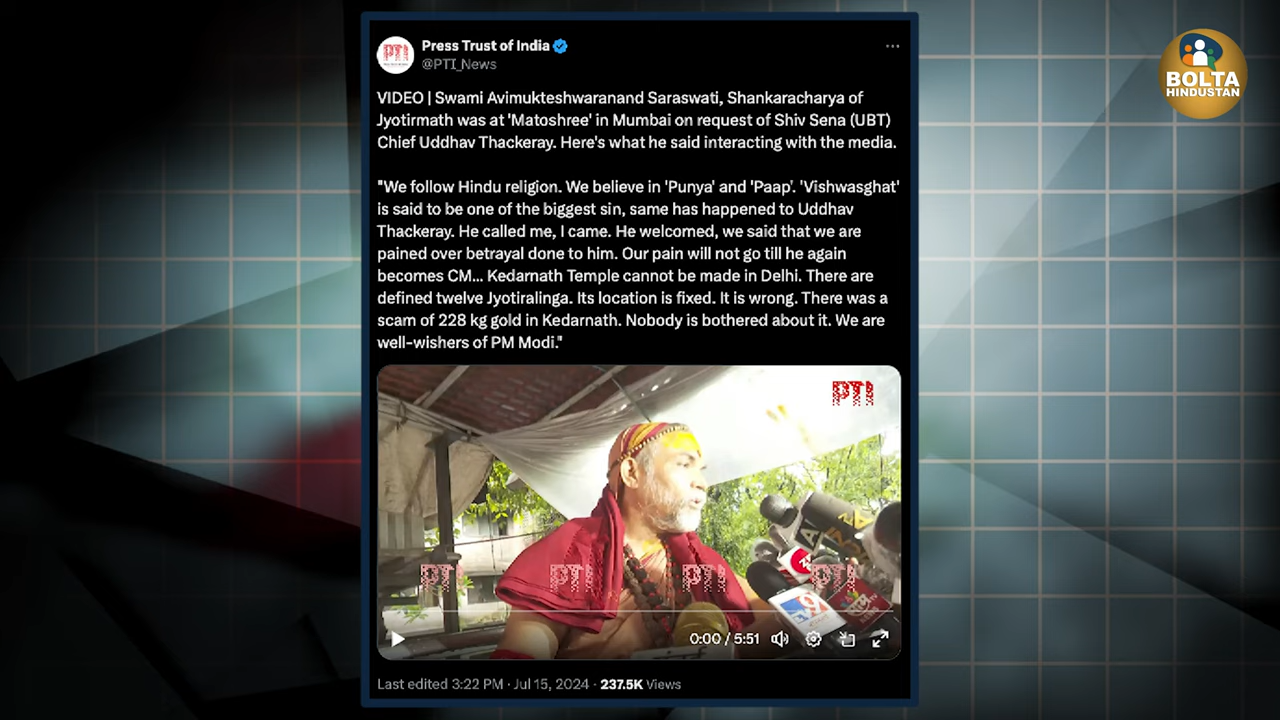 Press Trust of India
@PTI_News
BOLTA
HINDUSTAN
VIDEO | Swami Avimukteshwaranand Saraswati, Shankaracharya of
Jyotirmath was at 'Matoshree' in Mumbai on request of Shiv Sena (UBT)
Chief Uddhav Thackeray. Here's what he said interacting with the media.
"We follow Hindu religion. We believe in 'Punya' and 'Paap'. 'Vishwasghat'
is said to be one of the biggest sin, same has happened to Uddhav
Thackeray. He called me, I came. He welcomed, we said that we are
pained over betrayal done to him. Our pain will not go till he again
becomes CM... Kedarnath Temple cannot be made in Delhi. There are
defined twelve Jyotiralinga. Its location is fixed. It is wrong. There was a
scam of 228 kg gold in Kedarnath. Nobody is bothered about it. We are
well-wishers of PM Modi."
PTI
PTI PTI PTI PTI
0:00 / 5:51
Last edited 3:22 PM · Jul 15, 2024 · 237.5K Views